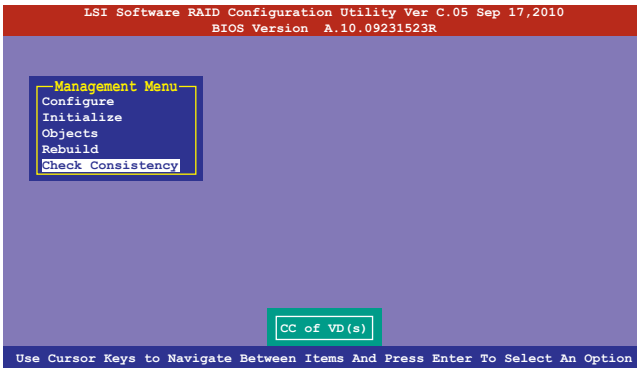 LSI Software RAID Configuration Utility Ver C.05 Sep 17,2010
BIOS Version A.10.09231523R
Management Menu
Configure
Initialize
Objects
Rebuild
Check Consistency
CC of VD(s)
Use Cursor Keys to Navigate Between Items And Press Enter To Select An Option